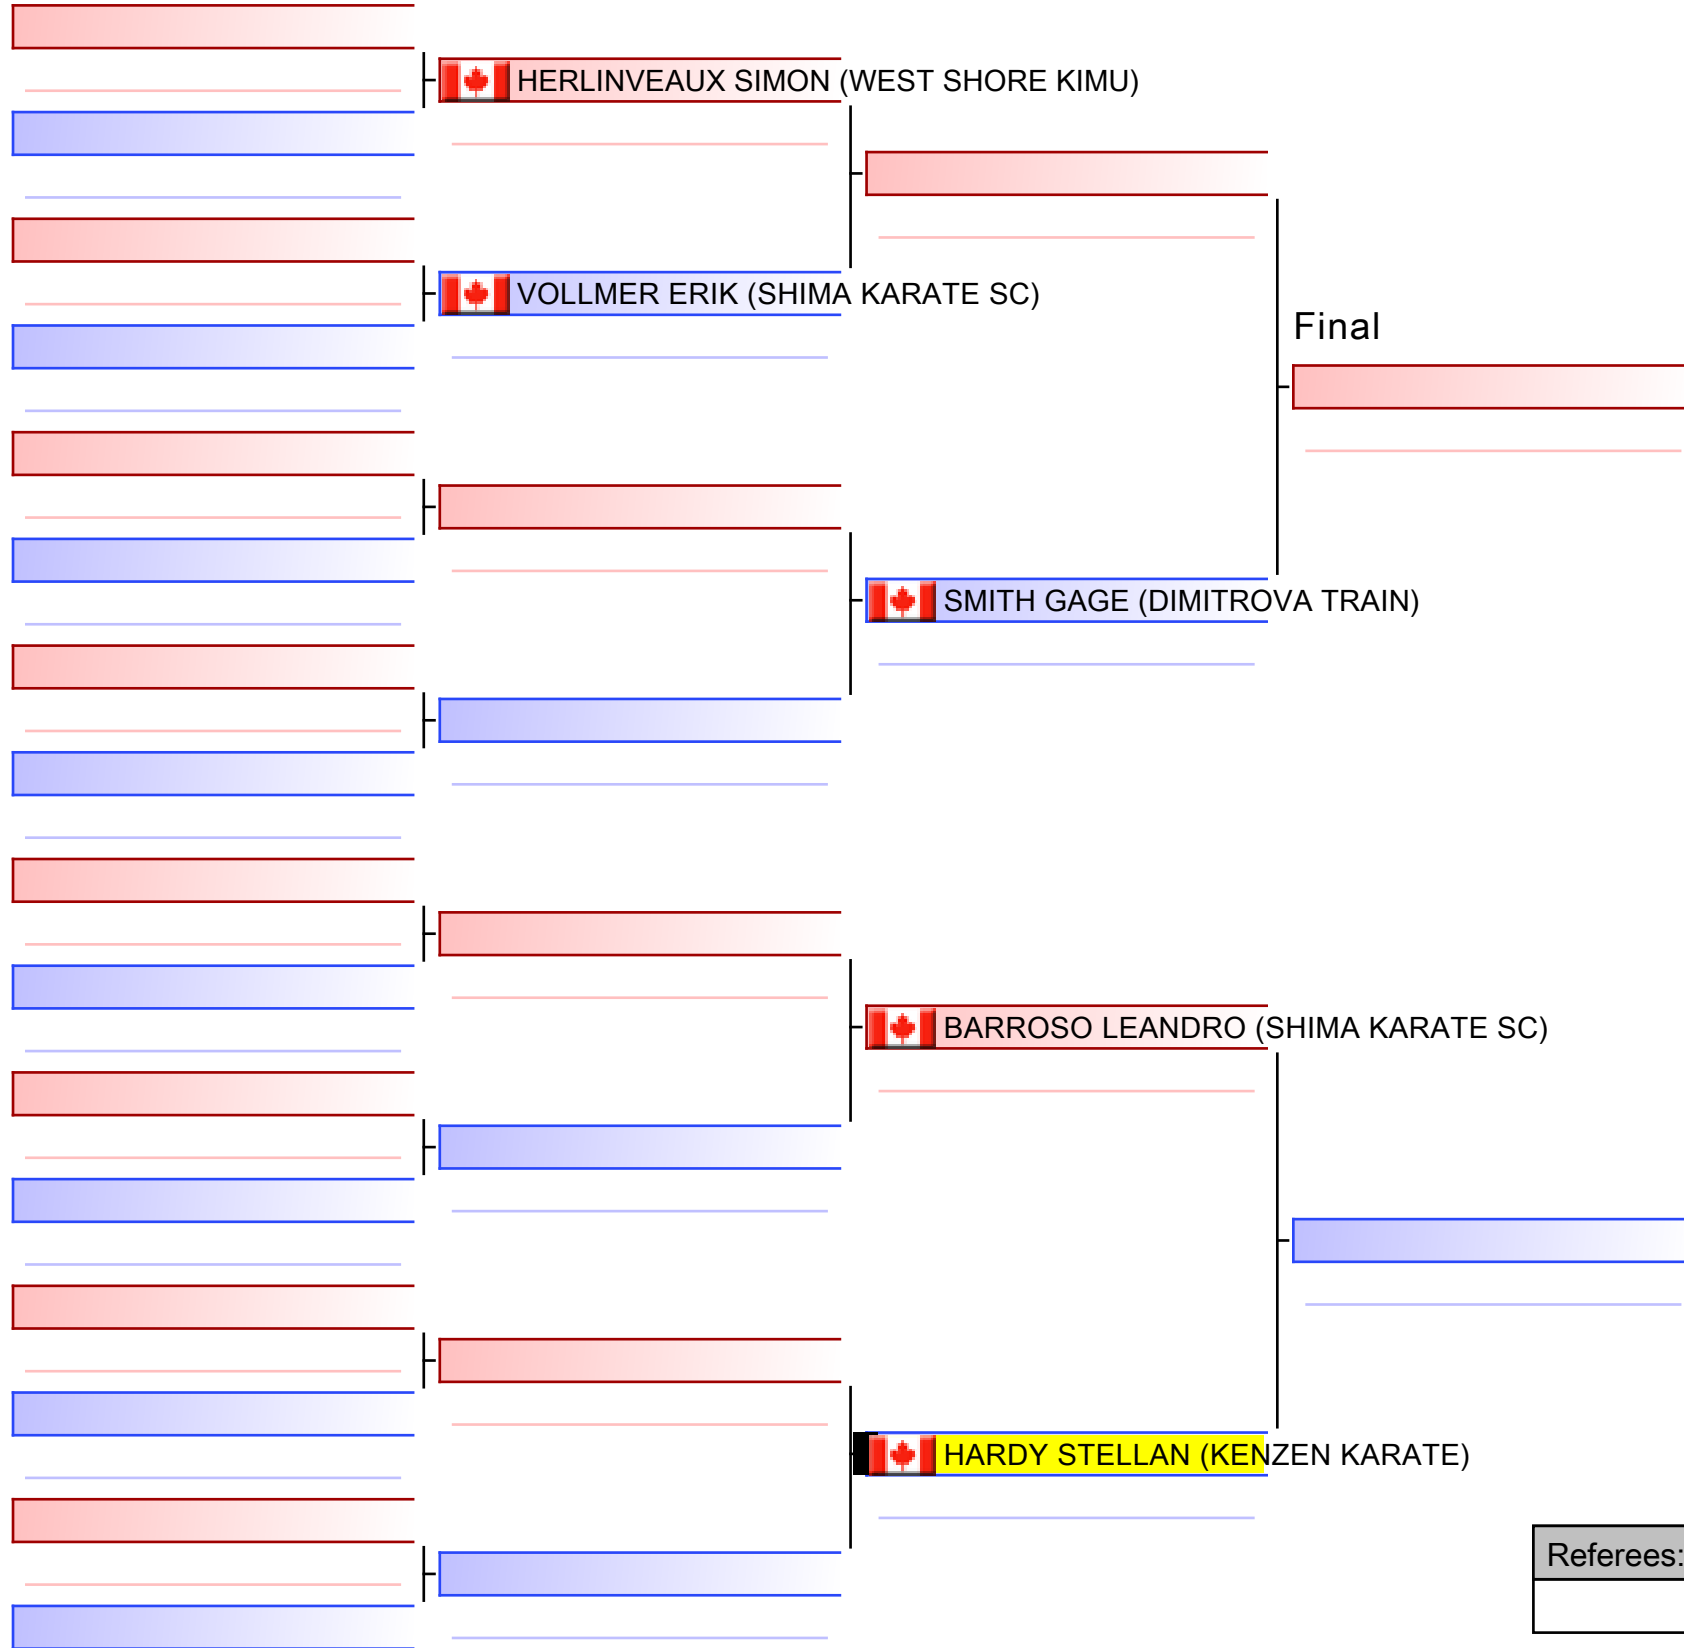 HERLINVEAUX SIMON (WEST SHORE KIMU)
VOLLMER ERIK (SHIMA KARATE SC)
Final
SMITH GAGE (DIMITROVA TRAIN)
BARROSO LEANDRO (SHIMA KARATE SC)
HARDY STELLAN (KENZEN KARATE)
Referees: